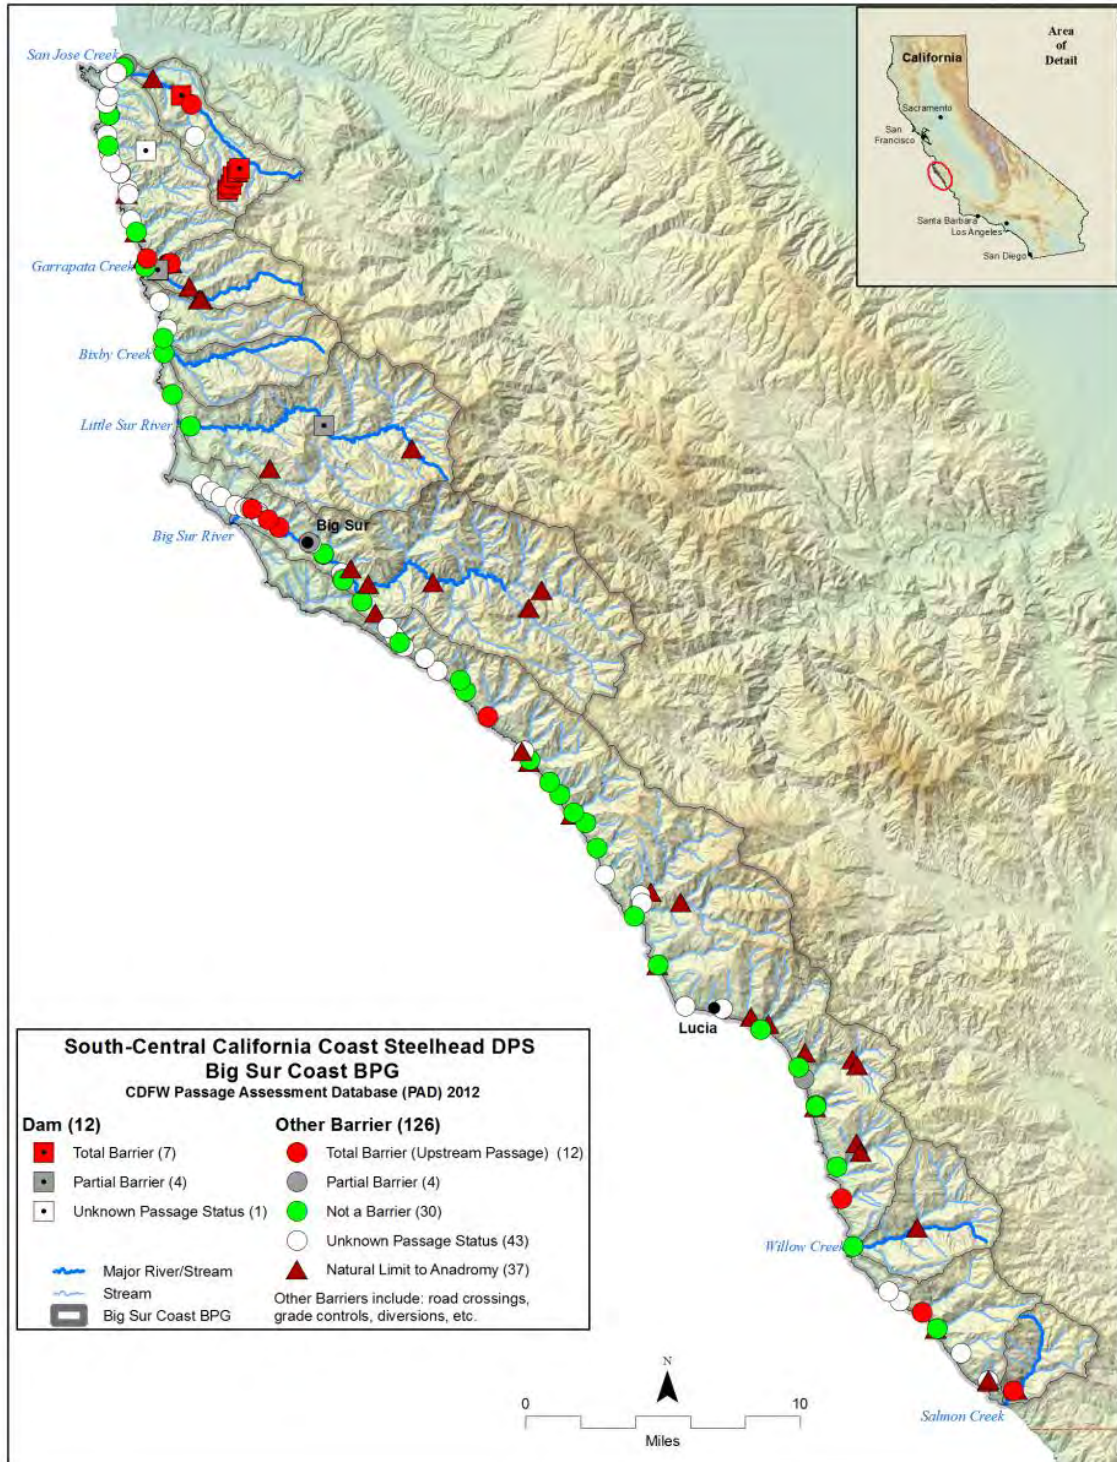 San Jose Creek
Garrapata Creek
Bixby Creek
Little Sur River
Big Sur River
Big Sur
Lucia
Willow Creek
Salmon Creek
California
Area
of
Detail
Sacramento
San
Francisco
Santa Barbara
Los Angeles
San Diego
South-Central California Coast Steelhead DPS
Big Sur Coast BPG
CDFW Passage Assessment Database (PAD) 2012
Dam (12)
Total Barrier (7)
Partial Barrier (4)
Unknown Passage Status (1)
Major River/Stream
Stream
Big Sur Coast BPG
Other Barrier (126)
Total Barrier (Upstream Passage) (12)
Partial Barrier (4)
Not a Barrier (30)
Unknown Passage Status (43)
Natural Limit to Anadromy (37)
Other Barriers include: road crossings,
grade controls, diversions, etc.
N
0 10
Miles